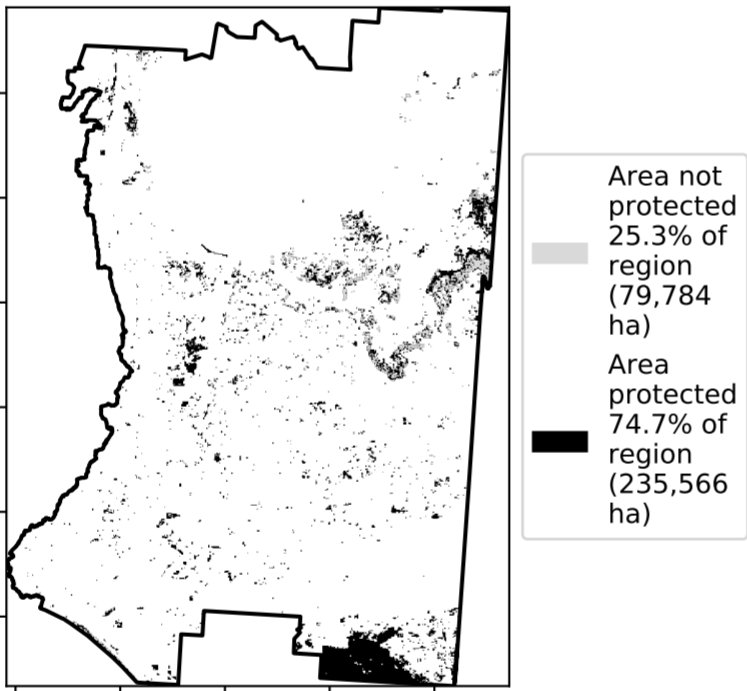 Area not
protected
25.3% of
region
(79,784
ha)
Area
protected
74.7% of
region
(235,566
ha)